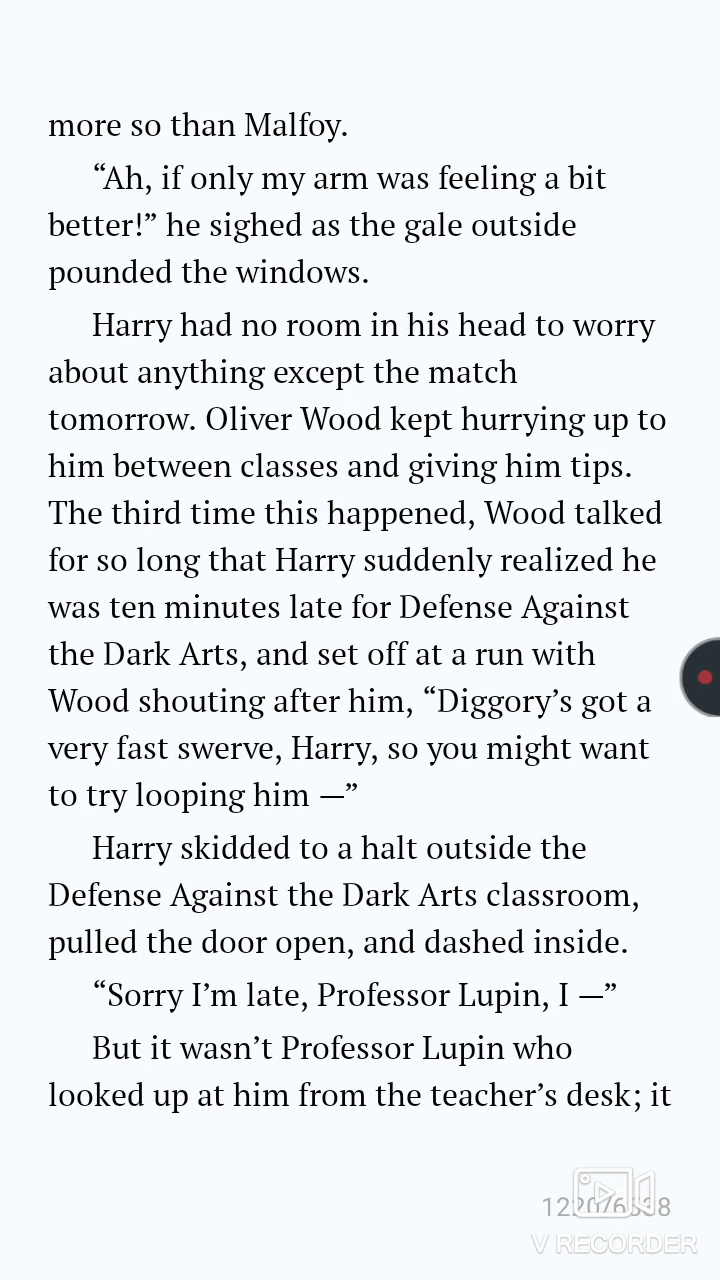 more so than Malfoy.
“Ah, if only my arm was feeling a bit
better!” he sighed as the gale outside
pounded the windows.
Harry had no room in his head to worry
about anything except the match
tomorrow. Oliver Wood kept hurrying up to
him between classes and giving him tips.
The third time this happened, Wood talked
for so long that Harry suddenly realized he
was ten minutes late for Defense Against
the Dark Arts, and set off at a run with
Wood shouting after him, “Diggory’s got a
very fast swerve, Harry, so you might want
to try looping him —”
Harry skidded to a halt outside the
Defense Against the Dark Arts classroom,
pulled the door open, and dashed inside.
“Sorry I’m late, Professor Lupin, I —”
But it wasn’t Professor Lupin who
looked up at him from the teacher’s desk; it
V RECORDER